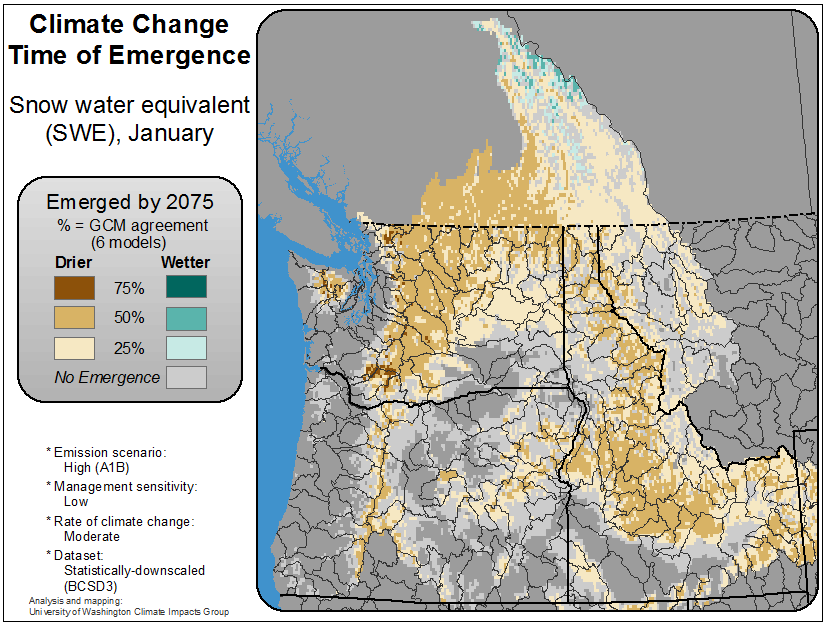 Climate Change
Time of Emergence
Snow water equivalent
(SWE), January
Emerged by 2075
% = GCM agreement
(6 models)
Drier Wetter
75%
50%
25%
No Emergence
* Emission scenario:
High (A1B)
* Management sensitivity:
Low
* Rate of climate change:
Moderate
* Dataset:
Statistically-downscaled
(BCSD3)
Analysis and mapping:
University of Washington Climate Impacts Group